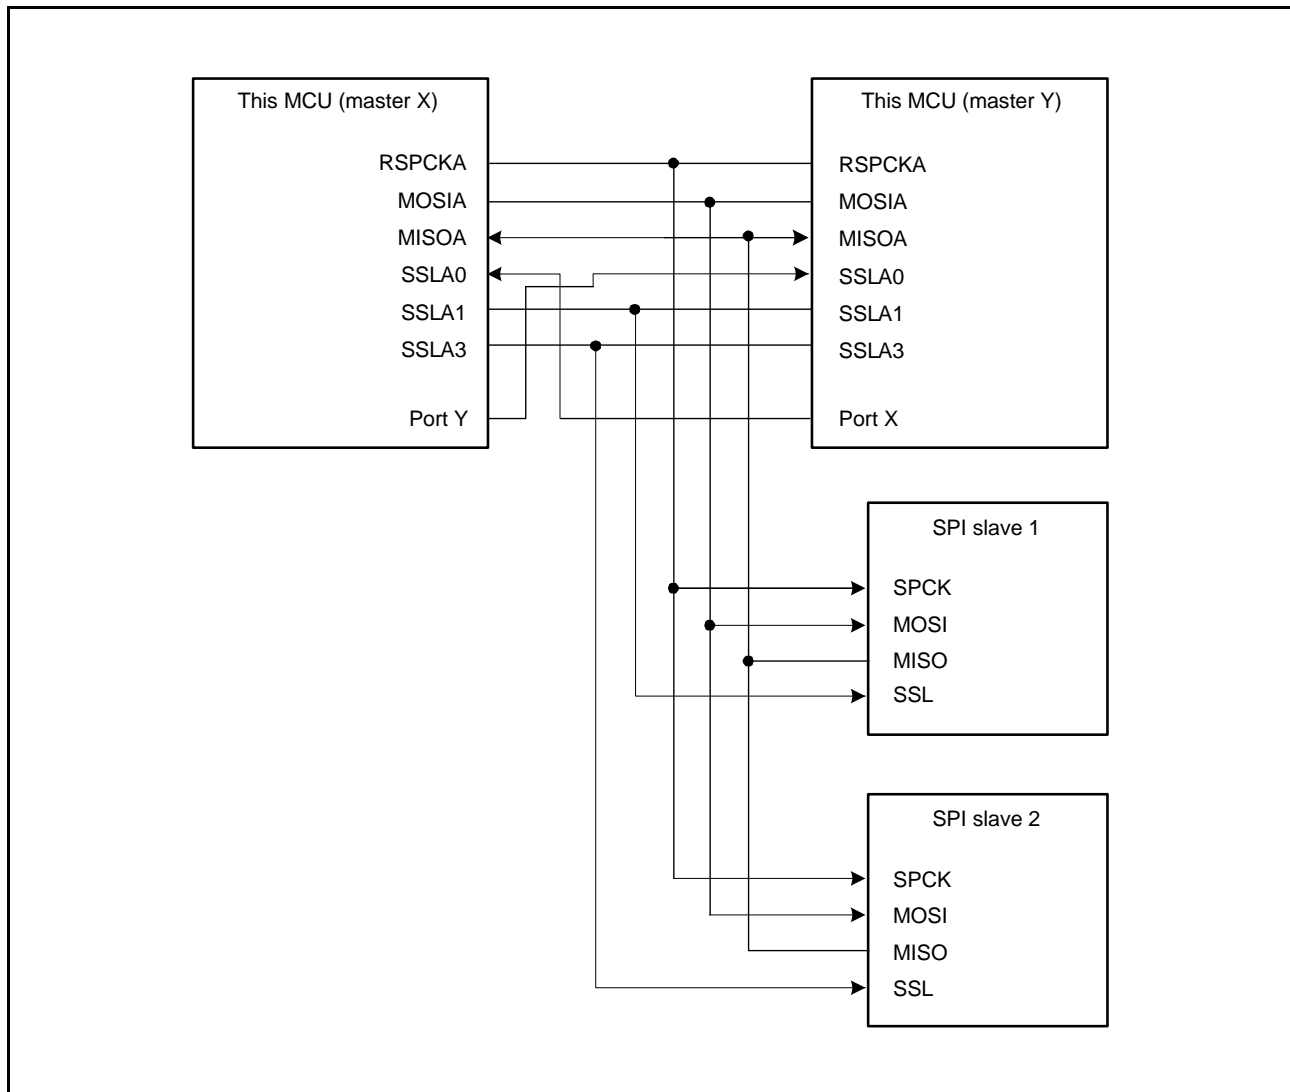 This MCU (master X)
RSPCKA
MOSIA
MISOA
SSLA0
SSLA1
SSLA3
Port Y
This MCU (master Y)
RSPCKA
MOSIA
MISOA
SSLA0
SSLA1
SSLA3
Port X
SPI slave 1
SPCK
MOSI
MISO
SSL
SPI slave 2
SPCK
MOSI
MISO
SSL